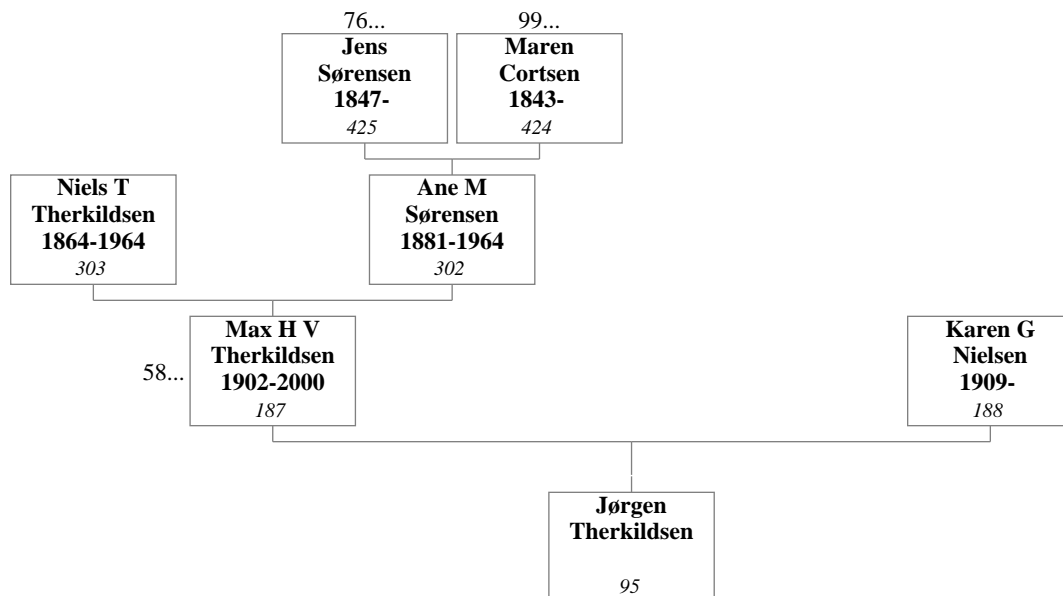 76...
99...
Jens
Sørensen
1847-
425
Maren
Cortsen
1843-
424
Niels T
Therkildsen
1864-1964
303
Ane M
Sørensen
1881-1964
302
58...
Max H V
Therkildsen
1902-2000
187
Karen G
Nielsen
1909-
188
Jørgen
Therkildsen
95